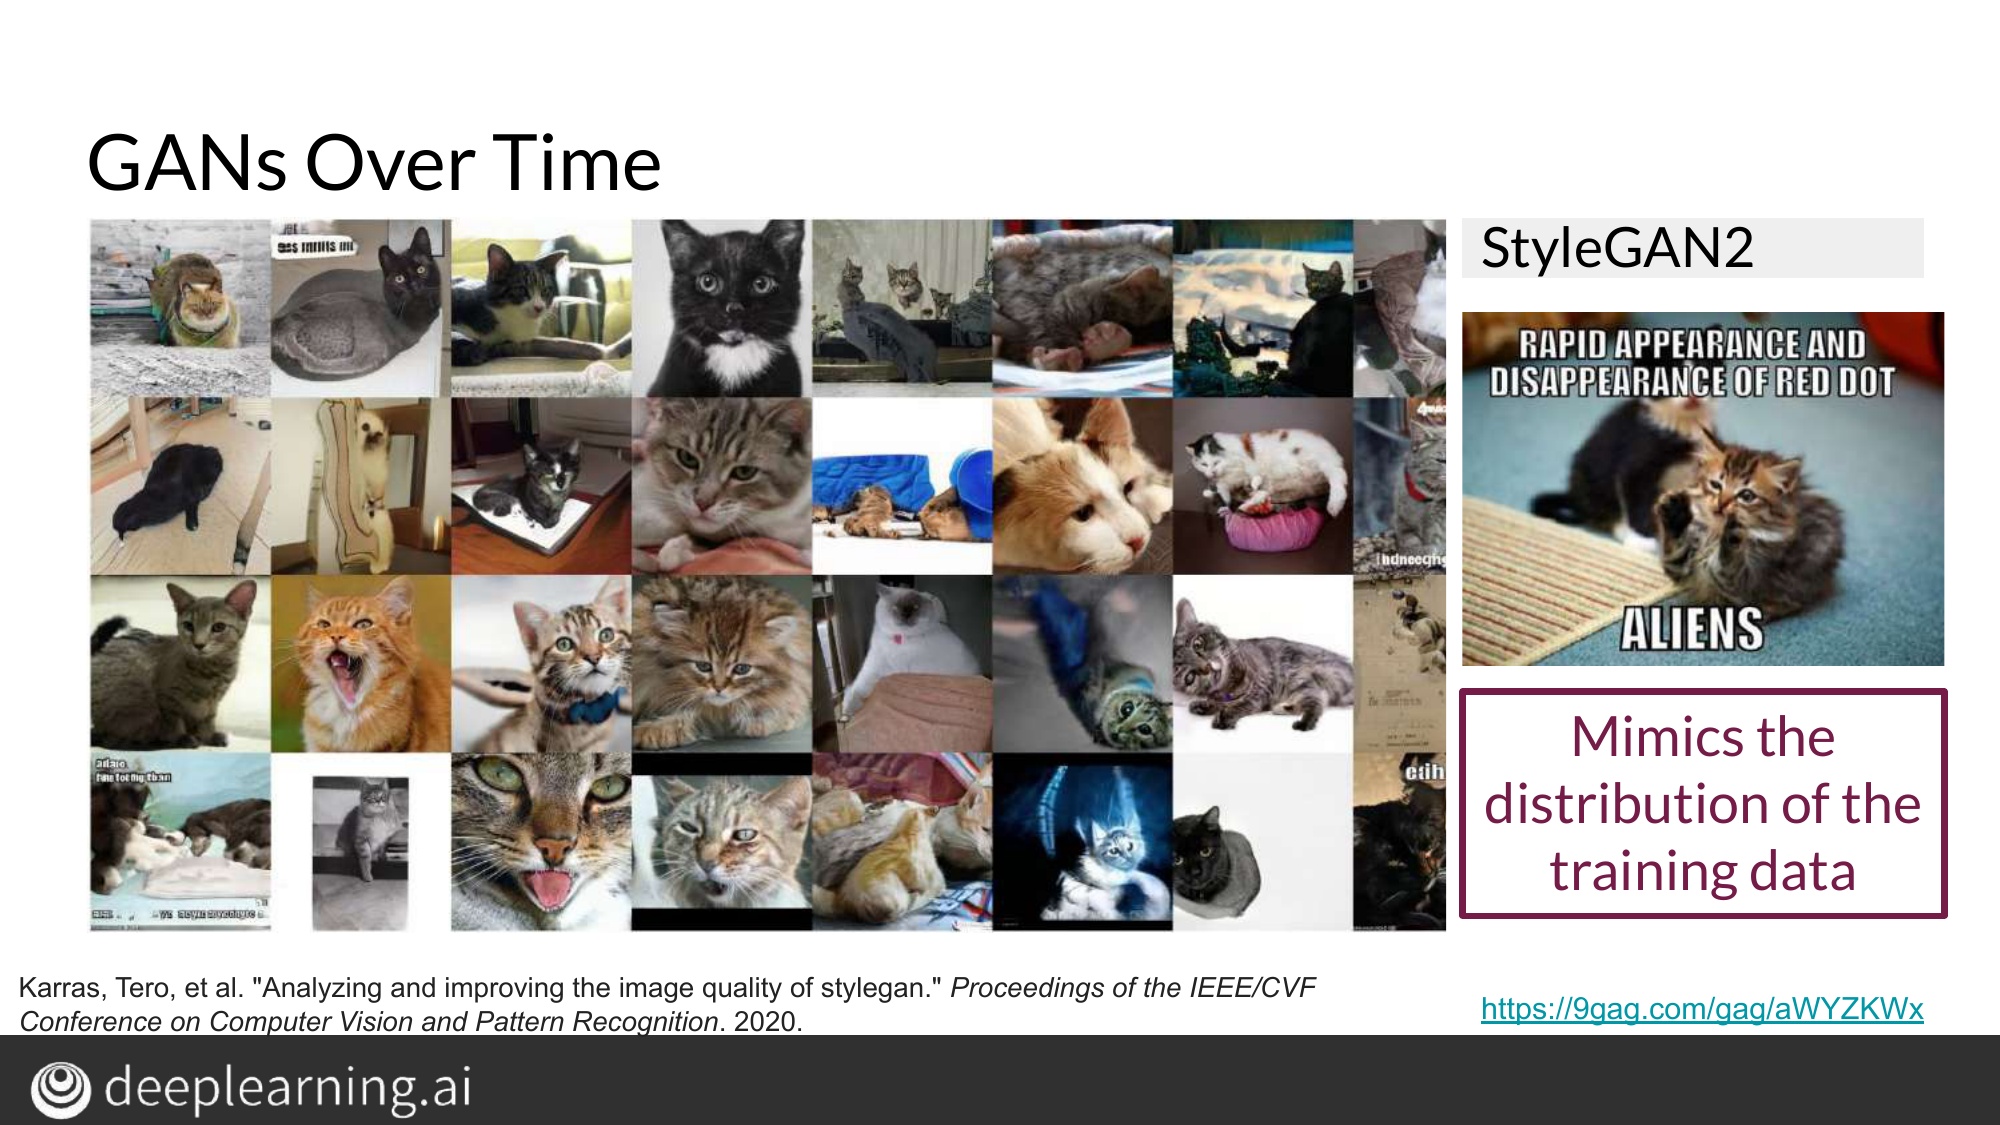 GANs Over Time
StyleGAN2
RAPID APPEARANCE AND
DISAPPEARANCE OF RED DOT
ALIENS
Mimics the
distribution of the
training data
Karras, Tero, et al. "Analyzing and improving the image quality of stylegan." Proceedings of the IEEE/CVF
Conference on Computer Vision and Pattern Recognition. 2020.
https://9gag.com/gag/aWYZKWx
deeplearning.ai